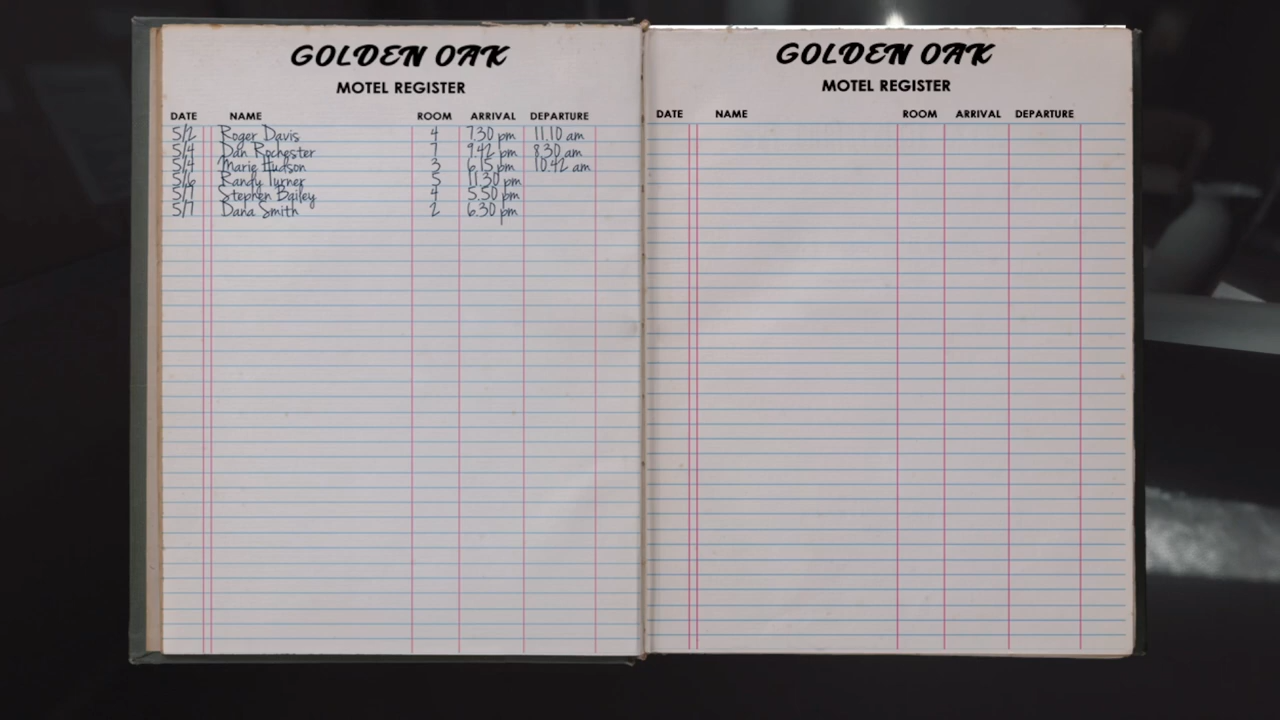 GOLDEN OAK
MOTEL REGISTER
DATE NAME ROOM ARRIVAL DEPARTURE
5/2 Roger Davis 4 7.30 pm 11.10 am
5/4 Dan Rochester 7 9.42 pm 8.30 am
5/4 Marie Hudson 3 6.15 pm 10.42 am
5/6 Randy Turner 5 11.30 pm
5/7 Stephen Bailey 4 5.50 pm
5/7 Dana Smith 2 6.30 pm
GOLDEN OAK
MOTEL REGISTER
DATE NAME ROOM ARRIVAL DEPARTURE